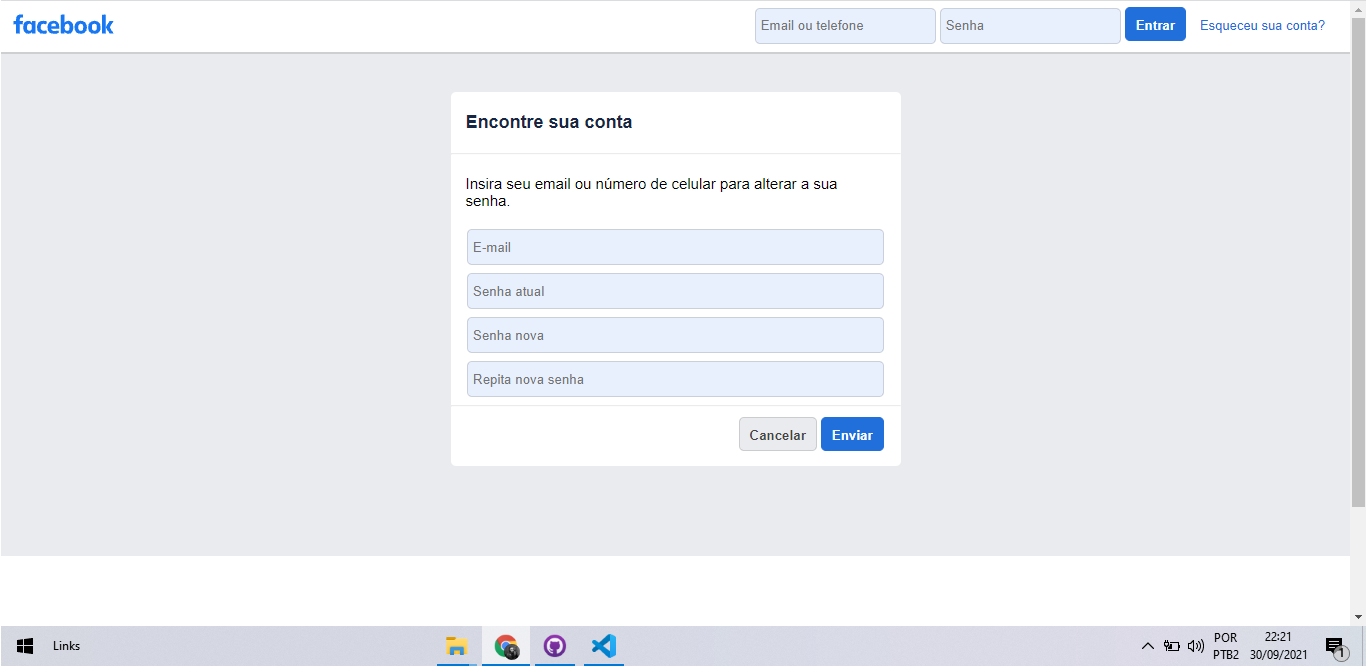 facebook
Email ou telefone
Senha
Entrar
Esqueceu sua conta?
Encontre sua conta
Insira seu email ou número de celular para alterar a sua
senha.
E-mail
Senha atual
Senha nova
Repita nova senha
Cancelar
Enviar
Links
POR
PTB2
22:21
30/09/2021
1